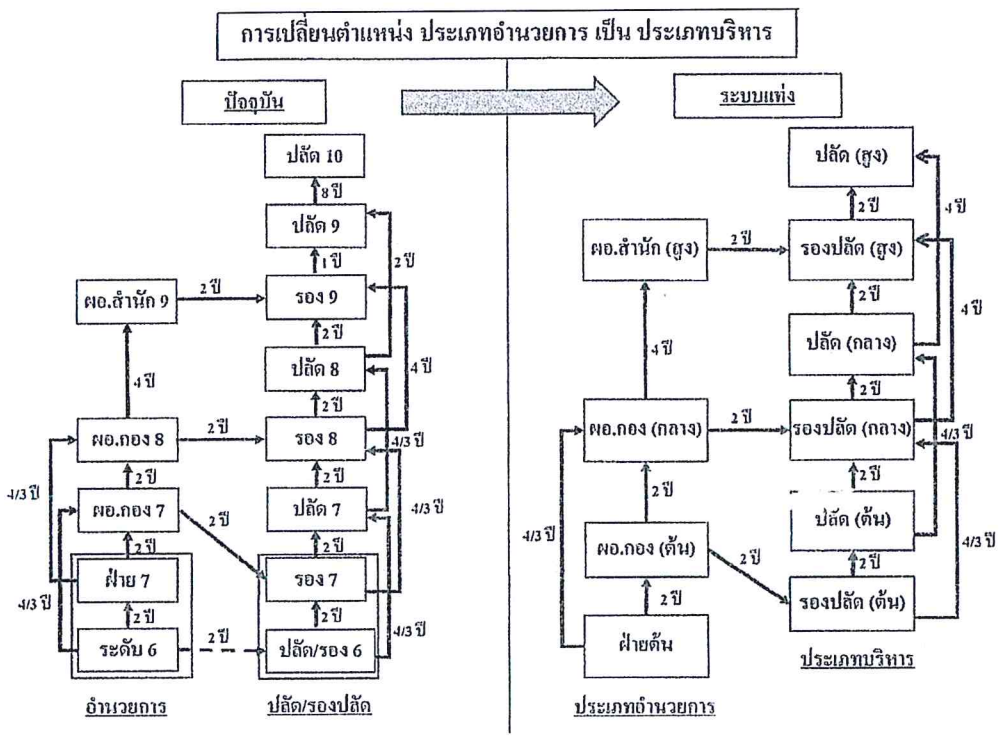 การเปลี่ยนตำแหน่ง ประเภทอำนวยการ เป็น ประเภทบริหาร
ปัจจุบัน
ปลัด 10
8 ปี
ปลัด 9
1 ปี
2 ปี
ผอ.สำนัก 9
2 ปี
รอง 9
2 ปี
4 ปี
ปลัด 8
4 ปี
2 ปี
ผอ.กอง 8
2 ปี
รอง 8
4/3 ปี
2 ปี
2 ปี
4/3 ปี
ผอ.กอง 7
2 ปี
ปลัด 7
4/3 ปี
2 ปี
2 ปี
ฝ่าย 7
รอง 7
4/3 ปี
2 ปี
2 ปี
4/3 ปี
ระดับ 6
2 ปี
ปลัด/รอง 6
อำนวยการ
ปลัด/รองปลัด
ระบบแท่ง
ปลัด (สูง)
2 ปี
4 ปี
ผอ.สำนัก (สูง)
2 ปี
รองปลัด (สูง)
2 ปี
4 ปี
ปลัด (กลาง)
4 ปี
2 ปี
ผอ.กอง (กลาง)
2 ปี
รองปลัด (กลาง)
4/3 ปี
2 ปี
2 ปี
ปลัด (ต้น)
4/3 ปี
4/3 ปี
ผอ.กอง (ต้น)
2 ปี
2 ปี
รองปลัด (ต้น)
2 ปี
ฝ่ายต้น
ประเภทบริหาร
ประเภทอำนวยการ